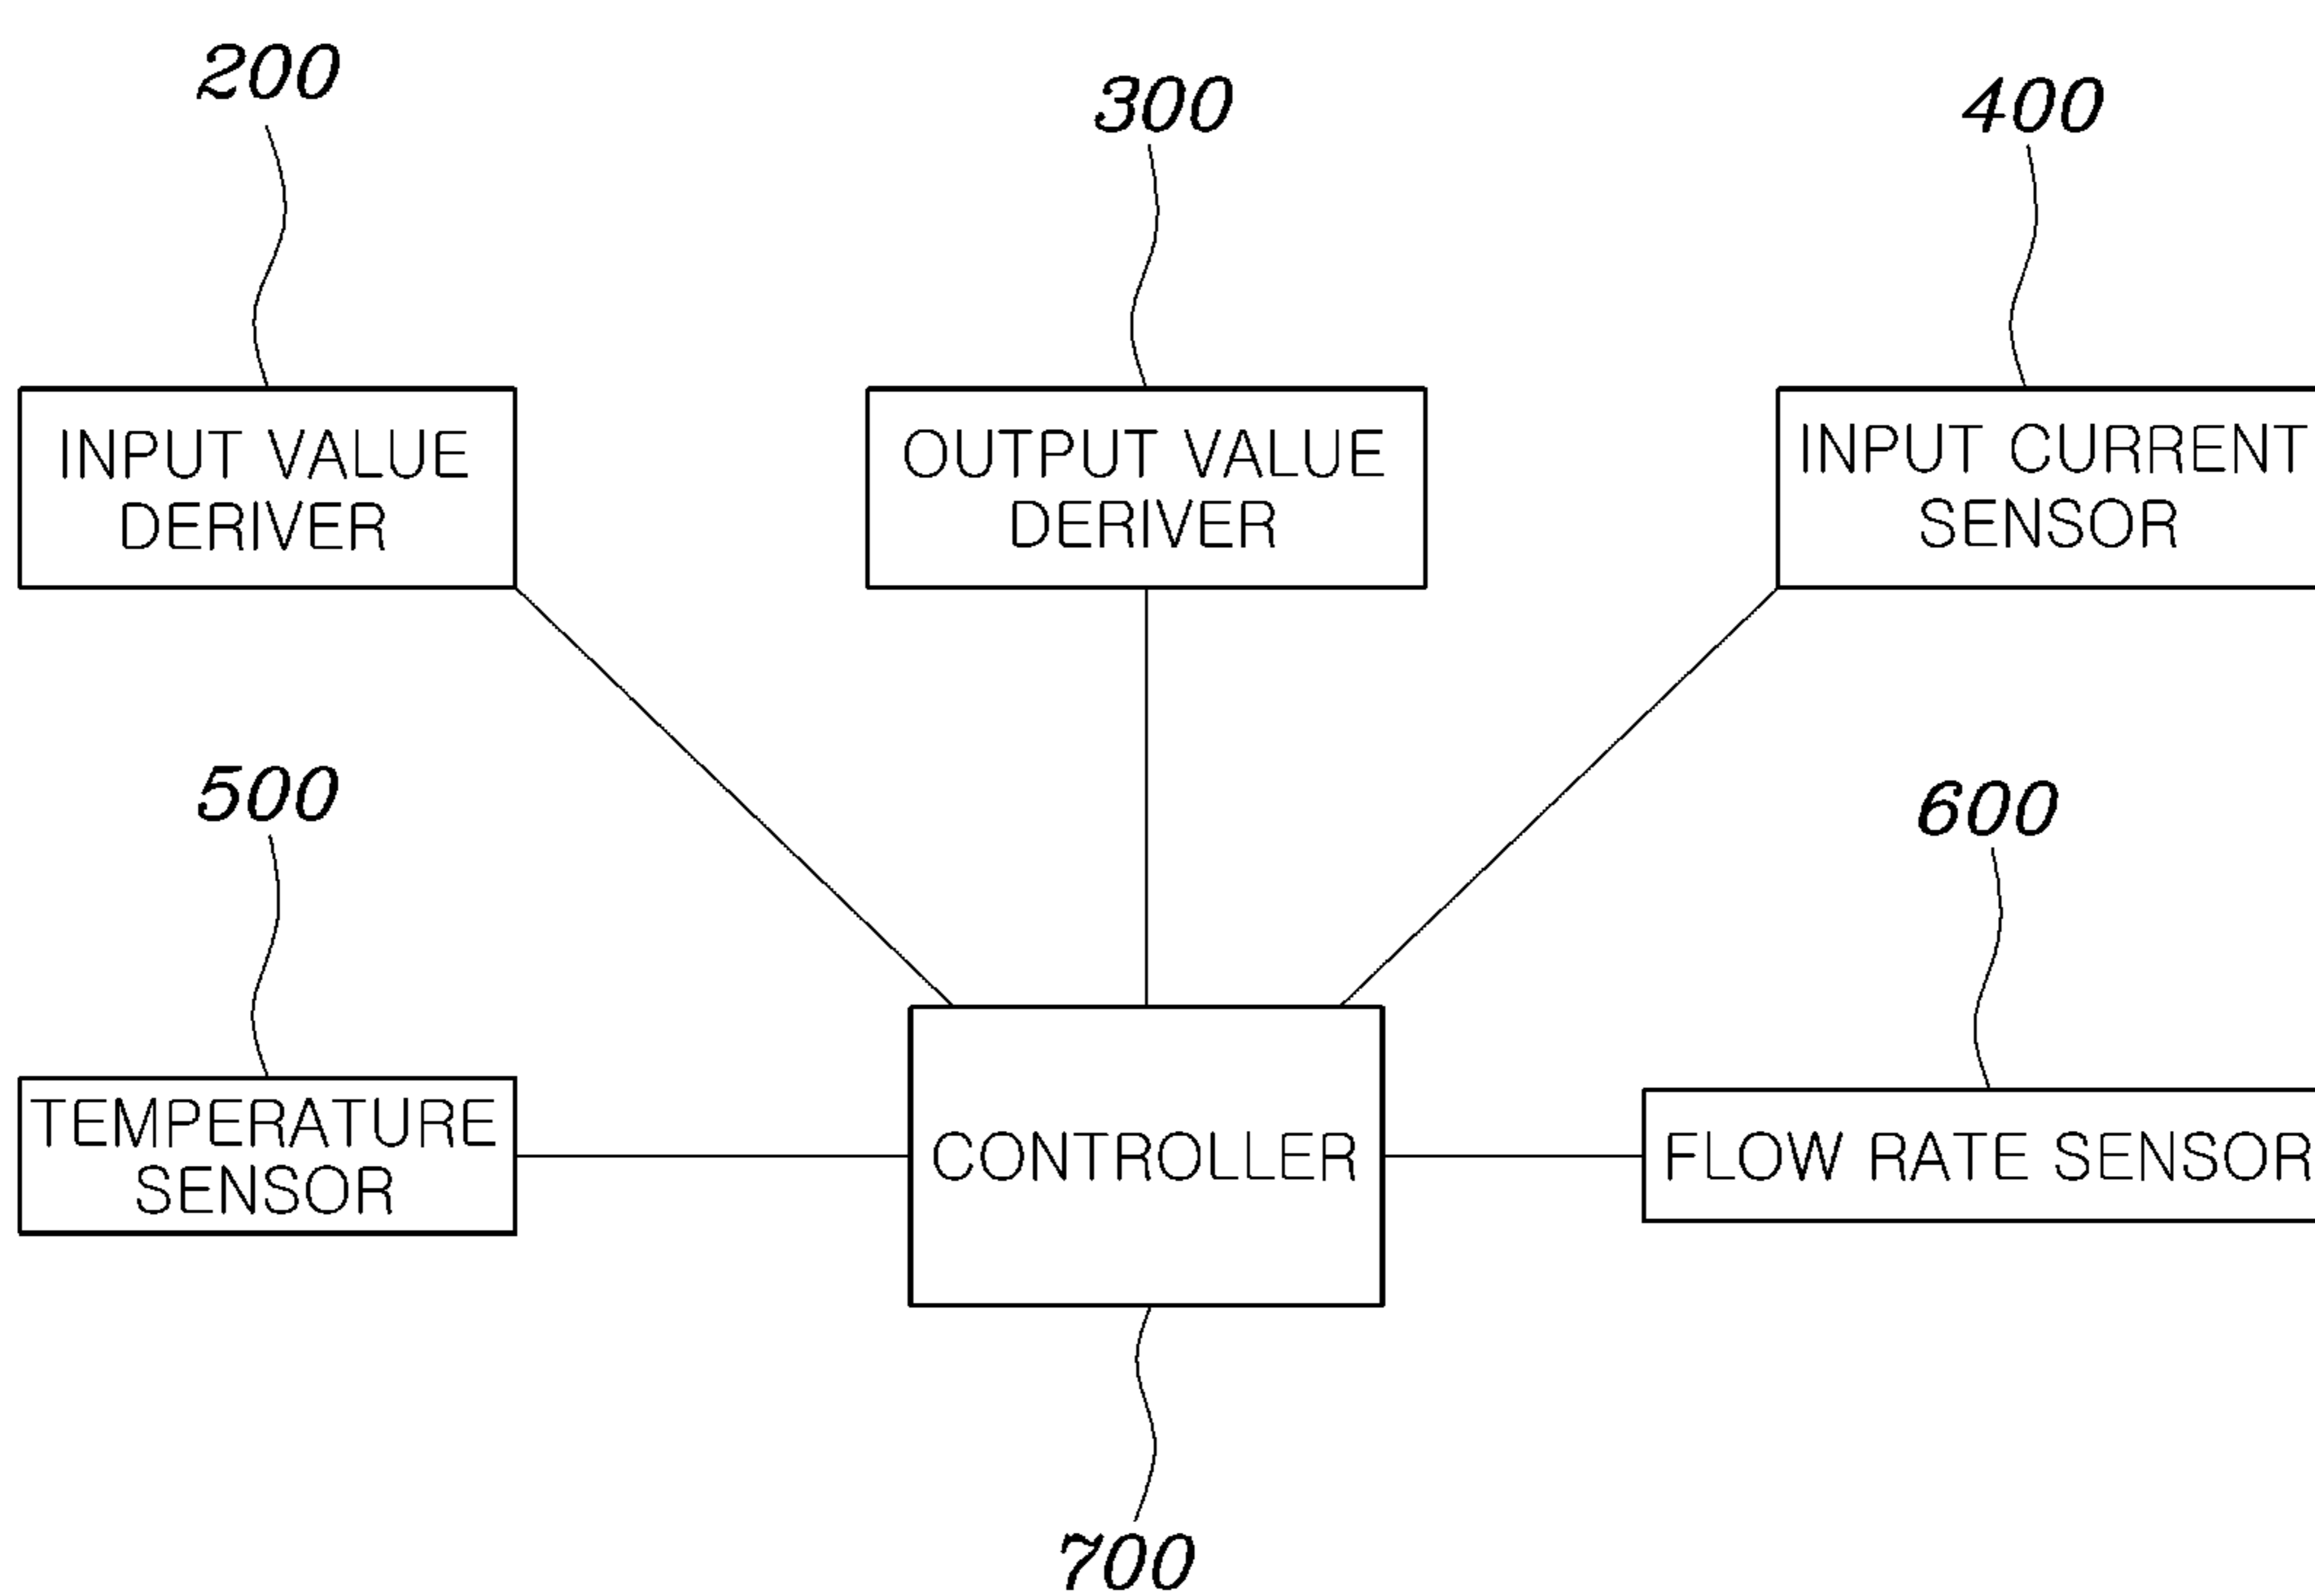 200
300
400
INPUT VALUE
DERIVER
OUTPUT VALUE
DERIVER
INPUT CURRENT
SENSOR
500
600
TEMPERATURE
SENSOR
CONTROLLER
FLOW RATE SENSOR
700